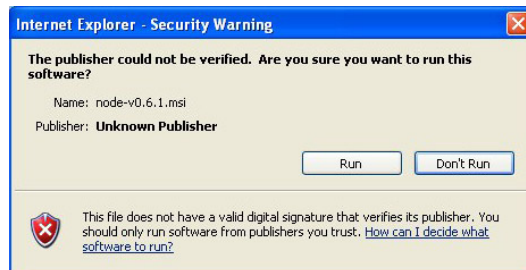 Internet Explorer - Security Warning
The publisher could not be verified. Are you sure you want to run this
software?
Name: node-v0.6.1.msi
Publisher: Unknown Publisher
Run Don't Run
This file does not have a valid digital signature that verifies its publisher. You
should only run software from publishers you trust. How can I decide what
software to run?